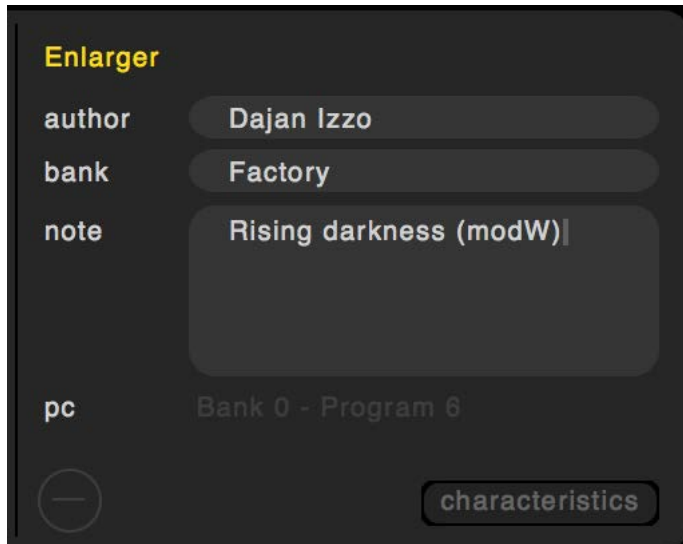 Enlarger
author Dajan Izzo
bank Factory
note Rising darkness (modW)
pc Bank 0 - Program 6
characteristics